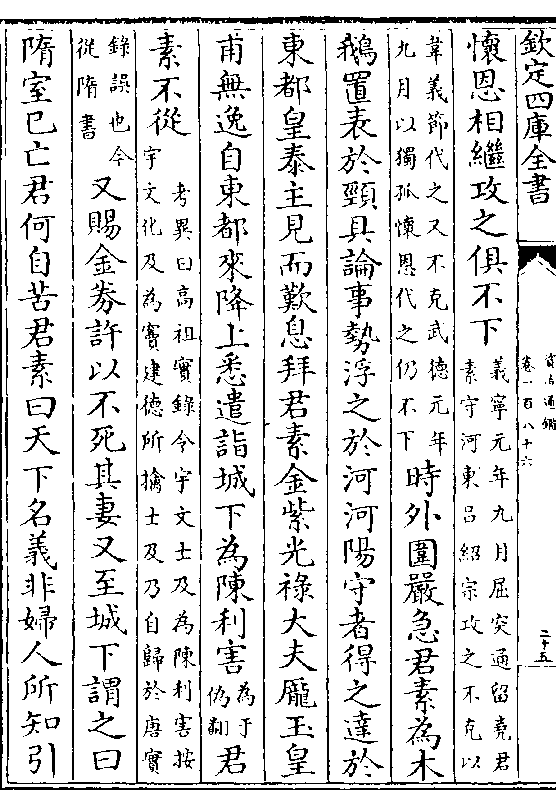 欽定四庫全書
資治通鑑
卷一百八十六
二十五
懷恩相繼攻之俱不下
義寧元年九月屈突通留堯君
素守河東呂紹宗攻之不克以
韋義節代之又不克武德元年
九月以獨孤懷恩代之仍不下
時外圍嚴急君素為木
鵝置表於頸具論事勢浮之於河河陽守者得之達於
東都皇泰主見而歎息拜君素金紫光祿大夫龎玉皇
甫無逸自東都來降上悉遣詣城下為陳利害
為于
偽翻
君
素不從
考異曰高祖實錄令宇文士及為陳利害按
宇文化及為竇建德所擒士及乃自歸於唐實
錄誤也今
從隋書
又賜金券許以不死其妻又至城下謂之曰
隋室已亡君何自苦君素曰天下名義非婦人所知引